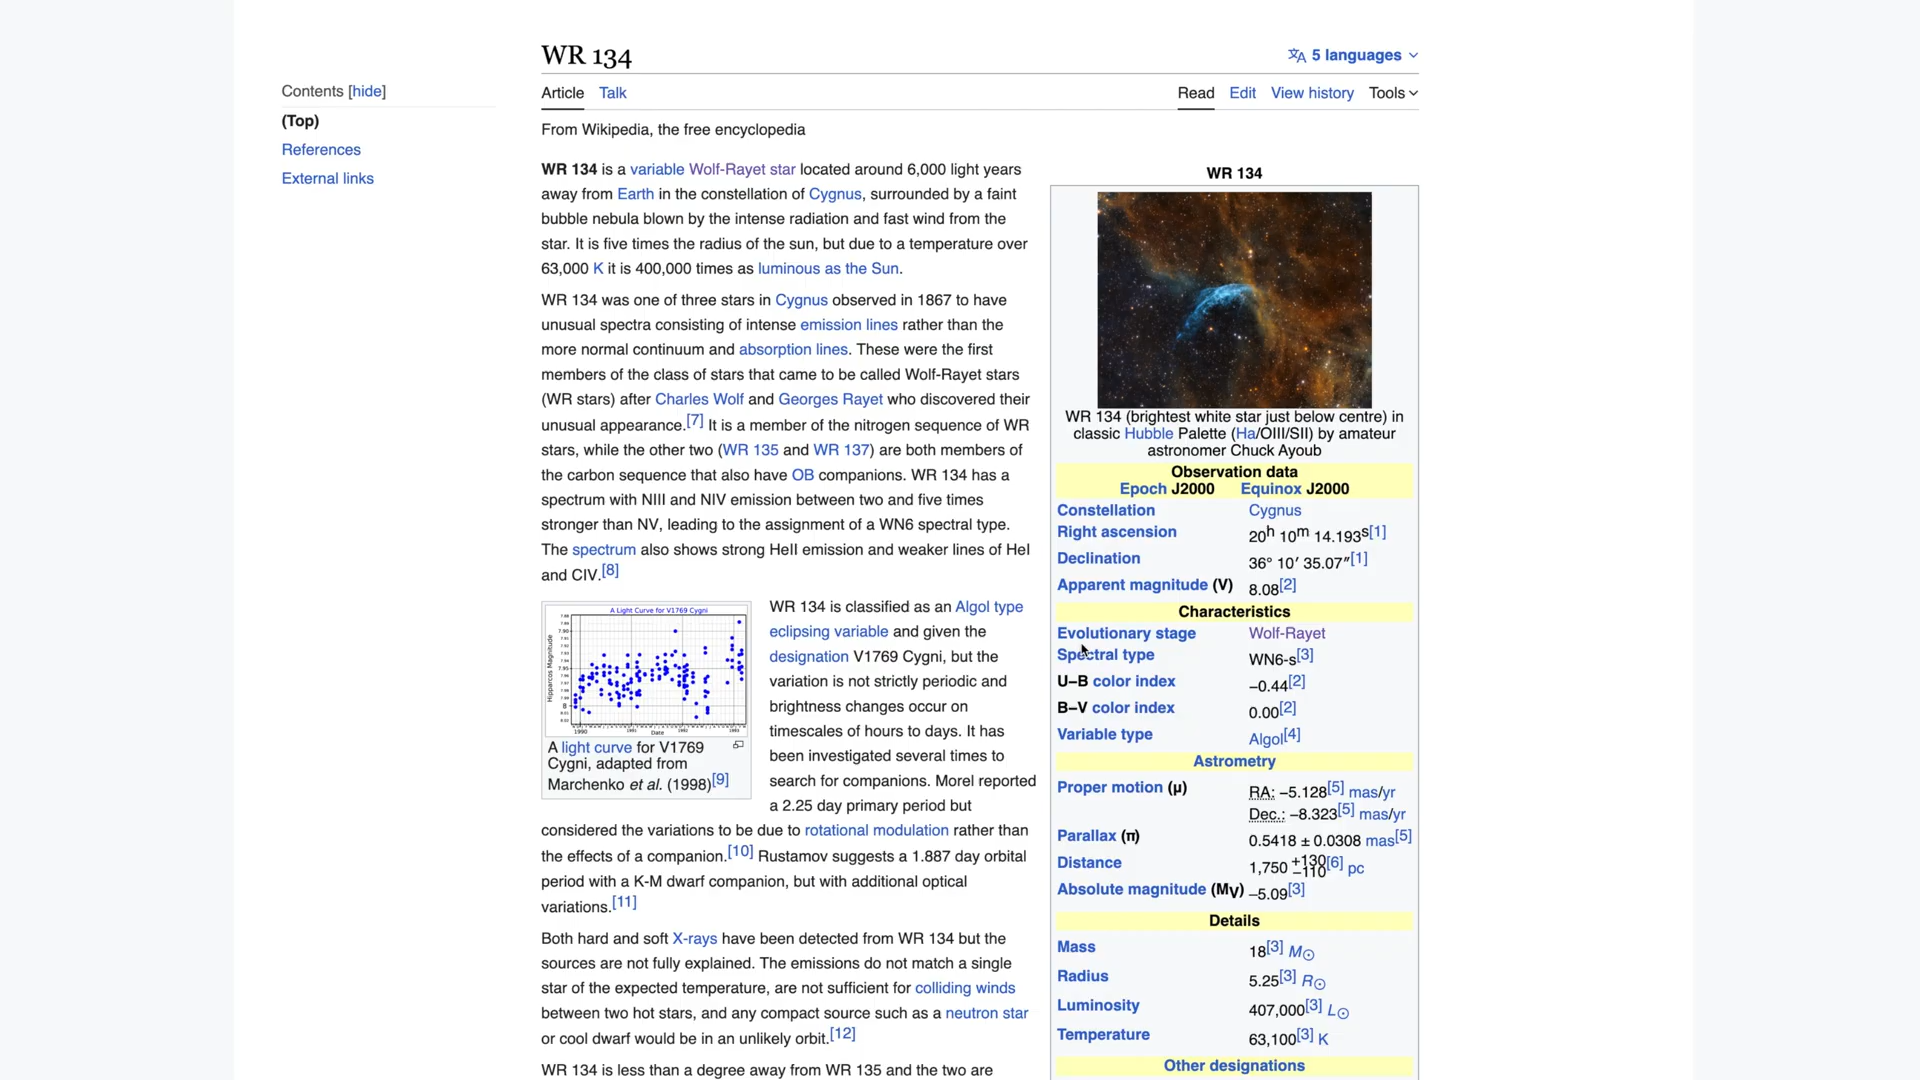 WR 134
5 languages
Contents [hide]
Article Talk
Read Edit View history Tools
(Top)
From Wikipedia, the free encyclopedia
References
External links
WR 134 is a variable Wolf-Rayet star located around 6,000 light years
away from Earth in the constellation of Cygnus, surrounded by a faint
bubble nebula blown by the intense radiation and fast wind from the
star. It is five times the radius of the sun, but due to a temperature over
63,000 K it is 400,000 times as luminous as the Sun.
WR 134 was one of three stars in Cygnus observed in 1867 to have
unusual spectra consisting of intense emission lines rather than the
more normal continuum and absorption lines. These were the first
members of the class of stars that came to be called Wolf-Rayet stars
(WR stars) after Charles Wolf and Georges Rayet who discovered their
unusual appearance.[7] It is a member of the nitrogen sequence of WR
stars, while the other two (WR 135 and WR 137) are both members of
the carbon sequence that also have OB companions. WR 134 has a
spectrum with NIII and NIV emission between two and five times
stronger than NV, leading to the assignment of a WN6 spectral type.
The spectrum also shows strong HeII emission and weaker lines of HeI
and CIV.[8]
A Light Curve for V1769 Cygni
Hipparcos Magnitude
1990
Date
A light curve for V1769
Cygni, adapted from
Marchenko et al. (1998)[9]
WR 134 is classified as an Algol type
eclipsing variable and given the
designation V1769 Cygni, but the
variation is not strictly periodic and
brightness changes occur on
timescales of hours to days. It has
been investigated several times to
search for companions. Morel reported
a 2.25 day primary period but
considered the variations to be due to rotational modulation rather than
the effects of a companion.[10] Rustamov suggests a 1.887 day orbital
period with a K-M dwarf companion, but with additional optical
variations.[11]
Both hard and soft X-rays have been detected from WR 134 but the
sources are not fully explained. The emissions do not match a single
star of the expected temperature, are not sufficient for colliding winds
between two hot stars, and any compact source such as a neutron star
or cool dwarf would be in an unlikely orbit.[12]
WR 134 is less than a degree away from WR 135 and the two are
WR 134
WR 134 (brightest white star just below centre) in
classic Hubble Palette (Ha/OIII/SII) by amateur
astronomer Chuck Ayoub
Observation data
Epoch J2000 Equinox J2000
Constellation Cygnus
Right ascension 20h 10m 14.193s[1]
Declination 36° 10′ 35.07″[1]
Apparent magnitude (V) 8.08[2]
Characteristics
Evolutionary stage Wolf-Rayet
Spectral type WN6-s[3]
U−B color index −0.44[2]
B−V color index 0.00[2]
Variable type Algol[4]
Astrometry
Proper motion (μ) RA: −5.128[5] mas/yr
Dec.: −8.323[5] mas/yr
Parallax (π) 0.5418 ± 0.0308 mas[5]
Distance 1,750 +130 −110[6] pc
Absolute magnitude (MV) −5.09[3]
Details
Mass 18[3] M☉
Radius 5.25[3] R☉
Luminosity 407,000[3] L☉
Temperature 63,100[3] K
Other designations